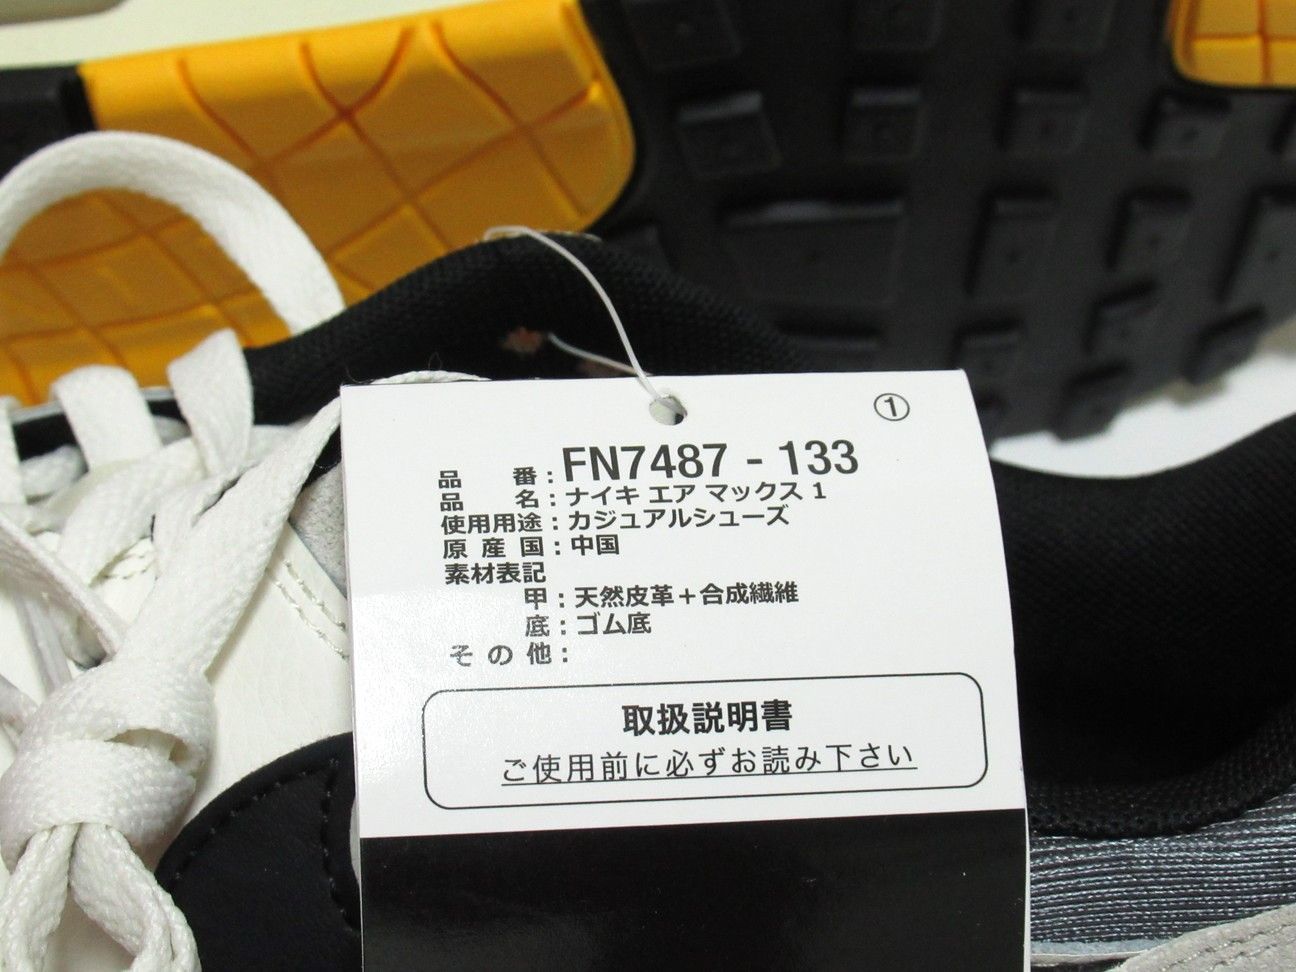 ①
品番：FN7487 - 133
品名：ナイキ エア マックス 1
使用用途：カジュアルシューズ
原産国：中国
素材表記
甲：天然皮革＋合成繊維
底：ゴム底
その他：
取扱説明書
ご使用前に必ずお読み下さい